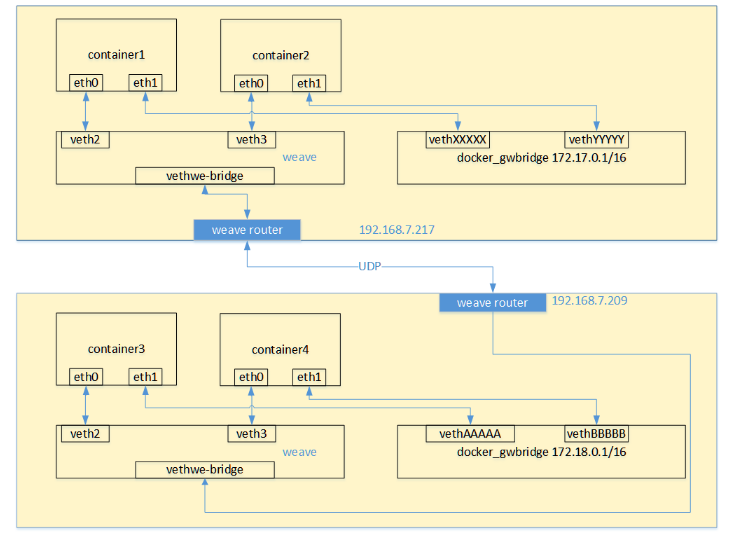 container1
container2
eth0
eth1
eth0
eth1
veth2
veth3
weave
vethwe-bridge
vethXXXXX
vethYYYYY
docker_gwbridge 172.17.0.1/16
weave router
192.168.7.217
UDP
weave router
192.168.7.209
container3
container4
eth0
eth1
eth0
eth1
veth2
veth3
weave
vethwe-bridge
vethAAAAA
vethBBBBB
docker_gwbridge 172.18.0.1/16